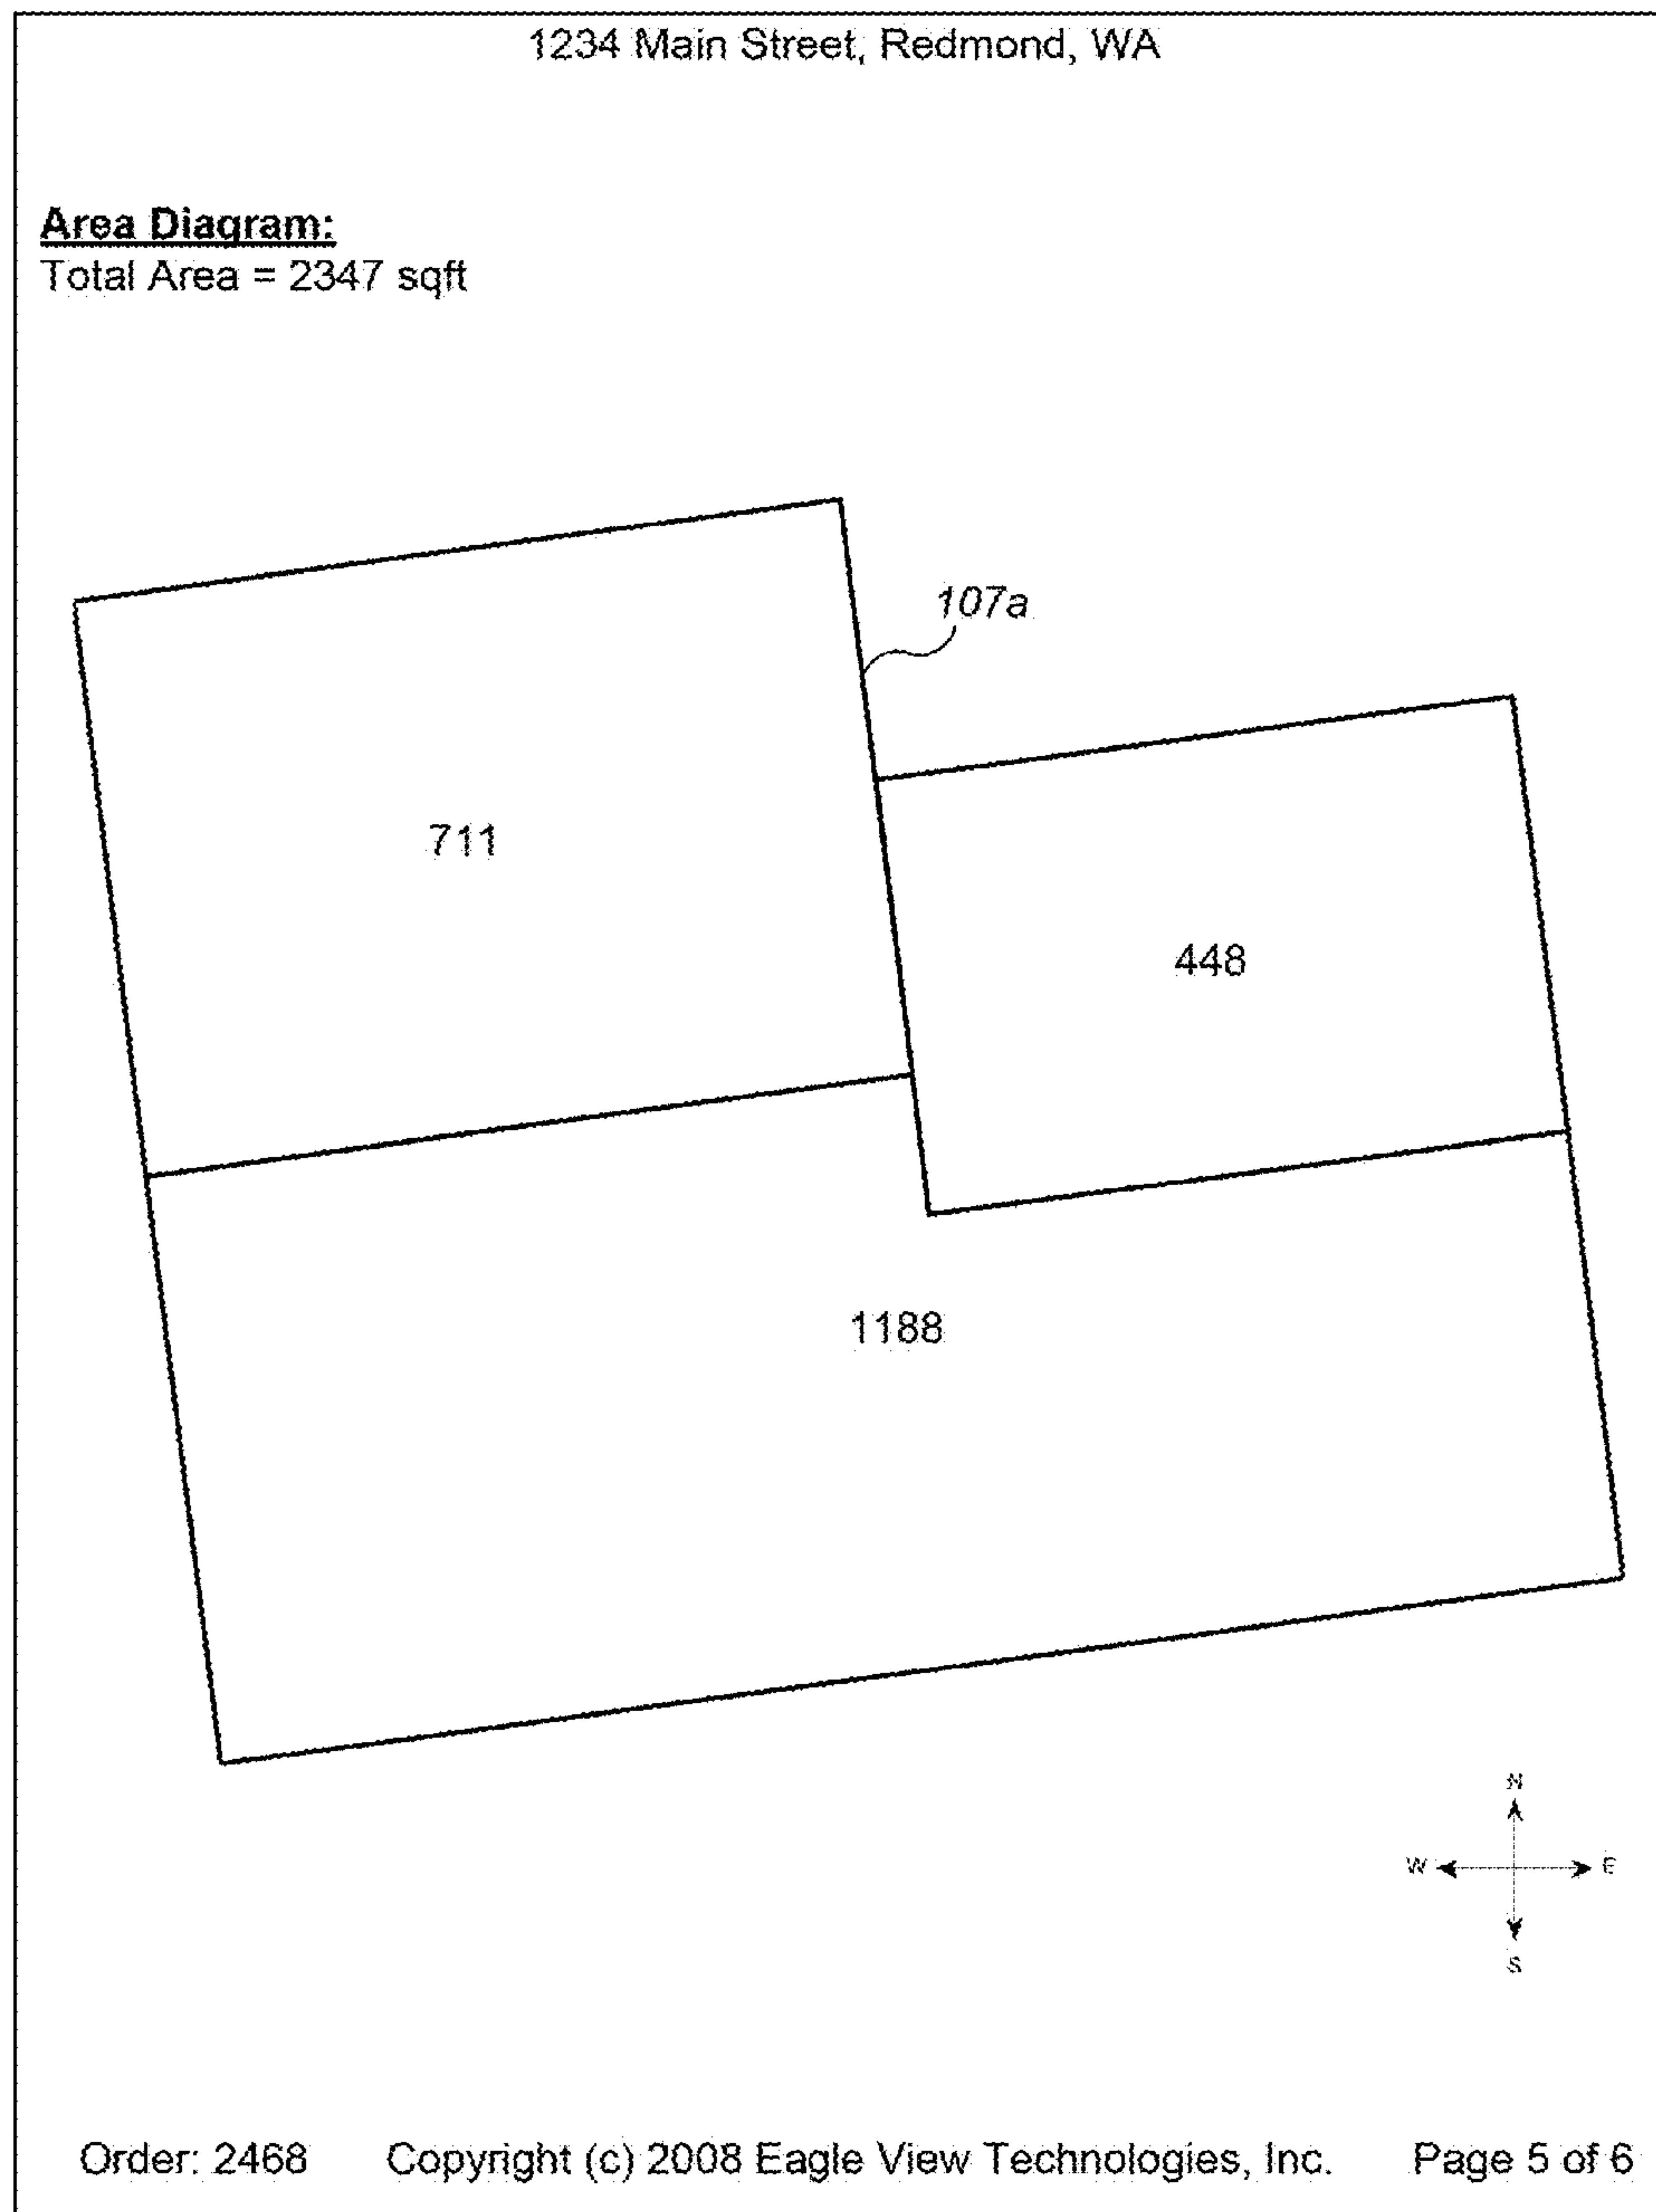 1234 Main Street, Redmond, WA
Area Diagram:
Total Area = 2347 sqft
107a
711
448
1188
N
W E
S
Order: 2468 Copyright (c) 2008 Eagle View Technologies, Inc. Page 5 of 6